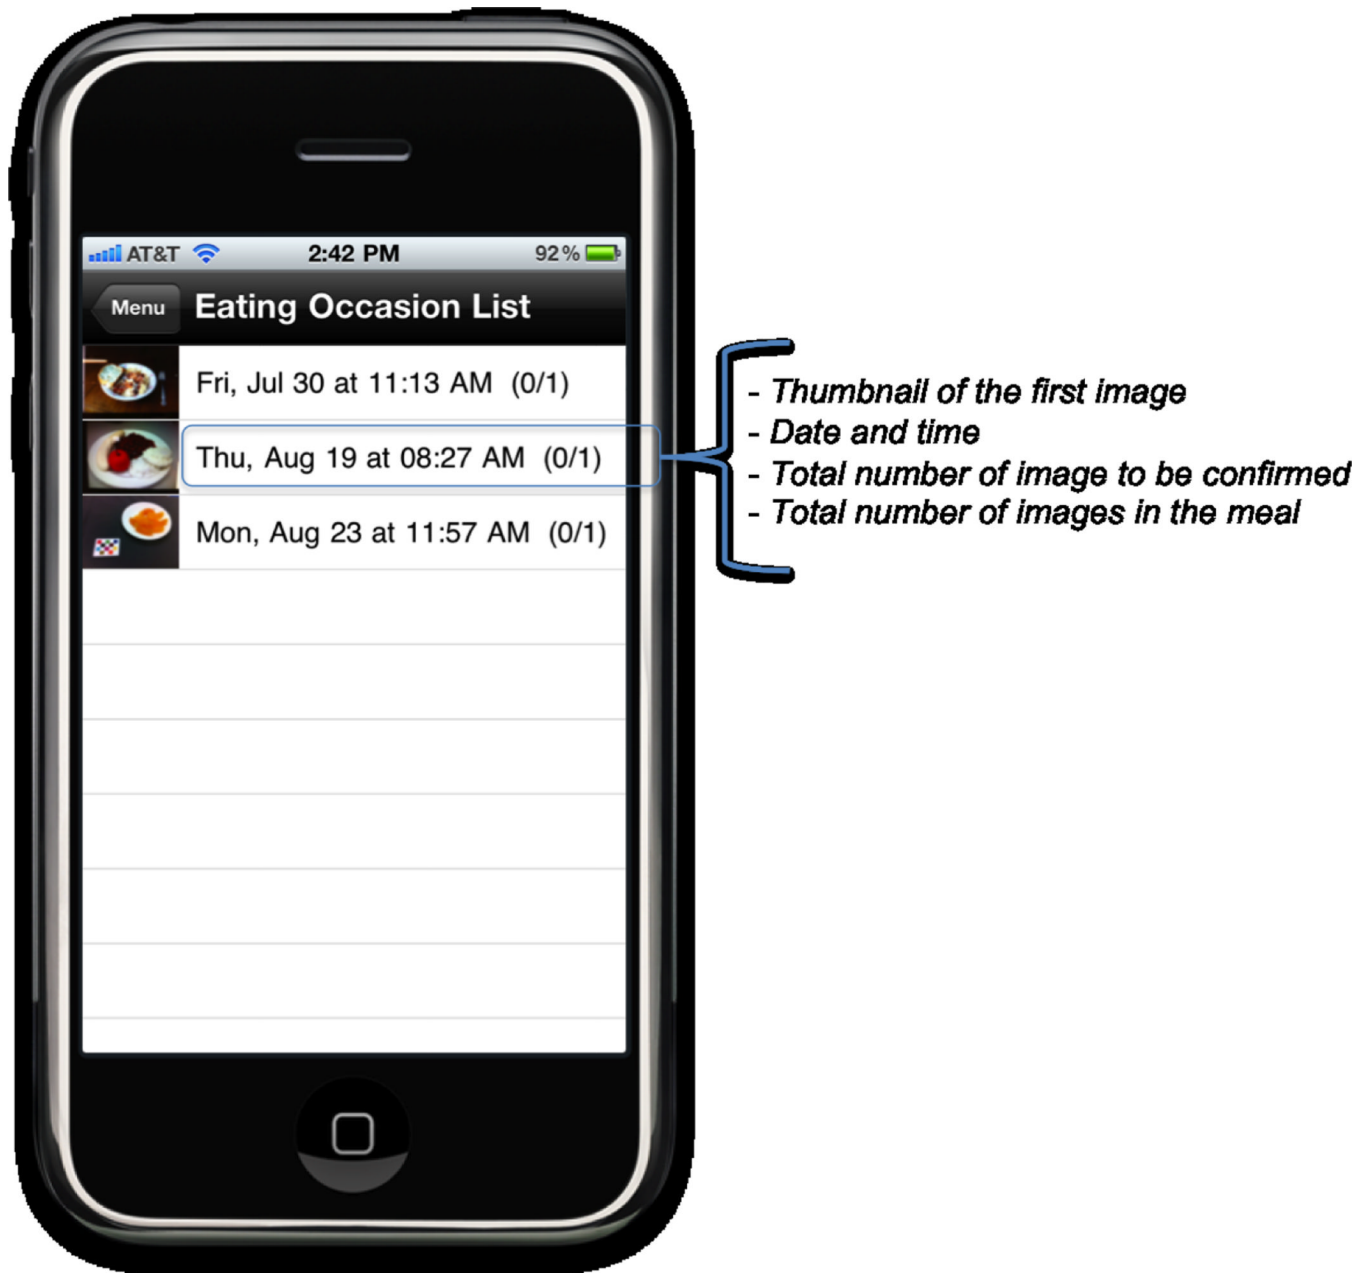 AT&T 2:42 PM 92%
Menu Eating Occasion List
Fri, Jul 30 at 11:13 AM (0/1)
Thu, Aug 19 at 08:27 AM (0/1)
Mon, Aug 23 at 11:57 AM (0/1)
- Thumbnail of the first image
- Date and time
- Total number of image to be confirmed
- Total number of images in the meal